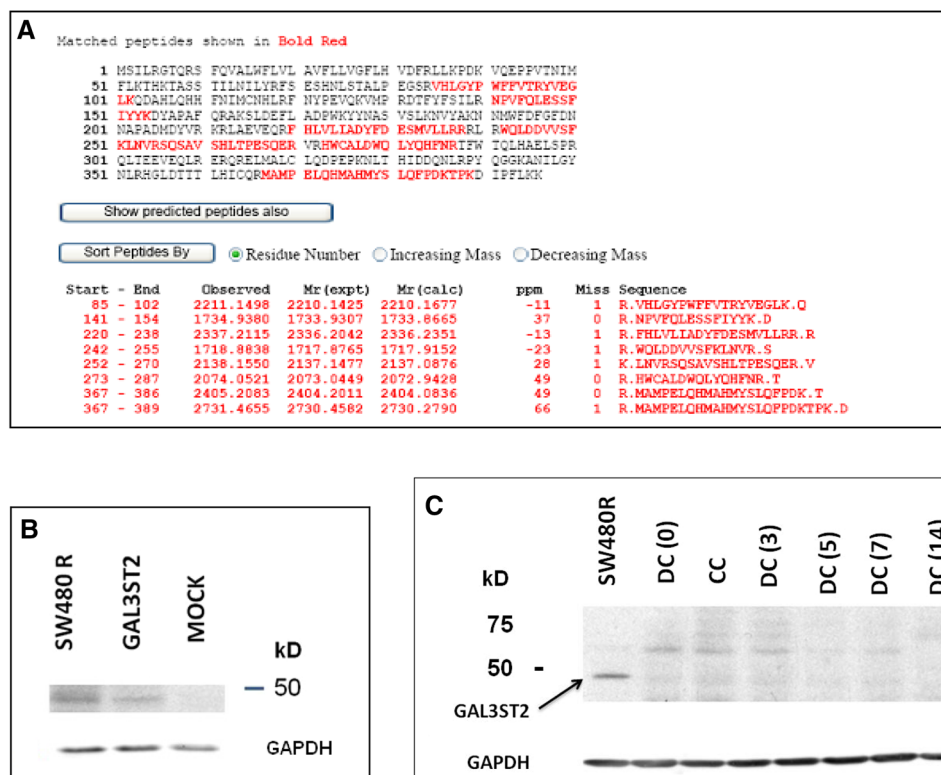 A
Matched peptides shown in Bold Red
1 MSILRGTQRS FQVALWFLVL AVFLLVGFLH VDFRLLKPDK VQEPPVTNIM
51 FLKTHKTASS TILNILYRFS ESHNLSTALP EGSRVHLGYP WFFVTRYVEG
101 LKQDAHLQHH FNIMCNHLRF NYPEVQKVMP RDTFYFSILR NPVFQLESSF
151 IYYKDYAPAF QRAKSLDEFL ADPWKYYNAS VSLKNVYAKN NMWFDFGFDN
201 NAPADMDYVR KRLAEVEQRF HLVLIADYFD ESMVLLRRRL RWQLDDVVSF
251 KLNVRSQSAV SHLTPESQER VRHWCALDWQ LYQHFNRTFW TQLHAELSPR
301 QLTEEVEQLR ERQRELMALC LQDPEPKNLT HIDDQNLRPY QGGKANILGY
351 NLRHGLDTTT LHICQRMAMP ELQHMAHMYS LQFPDKTPKD IPFLKK
Show predicted peptides also
Sort Peptides By Residue Number Increasing Mass Decreasing Mass
Start - End Observed Mr(expt) Mr(calc) ppm Miss Sequence
85 - 102 2211.1498 2210.1425 2210.1677 -11 1 R.VHLGYPWFFVTRYVEGLK.Q
141 - 154 1734.9380 1733.9307 1733.8665 37 0 R.NPVFQLESSFIYYK.D
220 - 238 2337.2115 2336.2042 2336.2351 -13 1 R.FHLVLIADYFDESMVLLRR.R
242 - 255 1718.8838 1717.8765 1717.9152 -23 1 R.WQLDDVVSFKLNVR.S
252 - 270 2138.1550 2137.1477 2137.0876 28 1 K.LNVRSQSAVSHLTPESQER.V
273 - 287 2074.0521 2073.0449 2072.9428 49 0 R.HWCALDWQLYQHFNR.T
367 - 386 2405.2083 2404.2011 2404.0836 49 0 R.MAMPELQHMAHMYSLQFPDK.T
367 - 389 2731.4655 2730.4582 2730.2790 66 1 R.MAMPELQHMAHMYSLQFPDKTPK.D
B
SW480 R GAL3ST2 MOCK
kD
50
GAPDH
C
SW480R DC (0) CC DC (3) DC (5) DC (7) DC (14)
kD
75
50 -
GAL3ST2
GAPDH